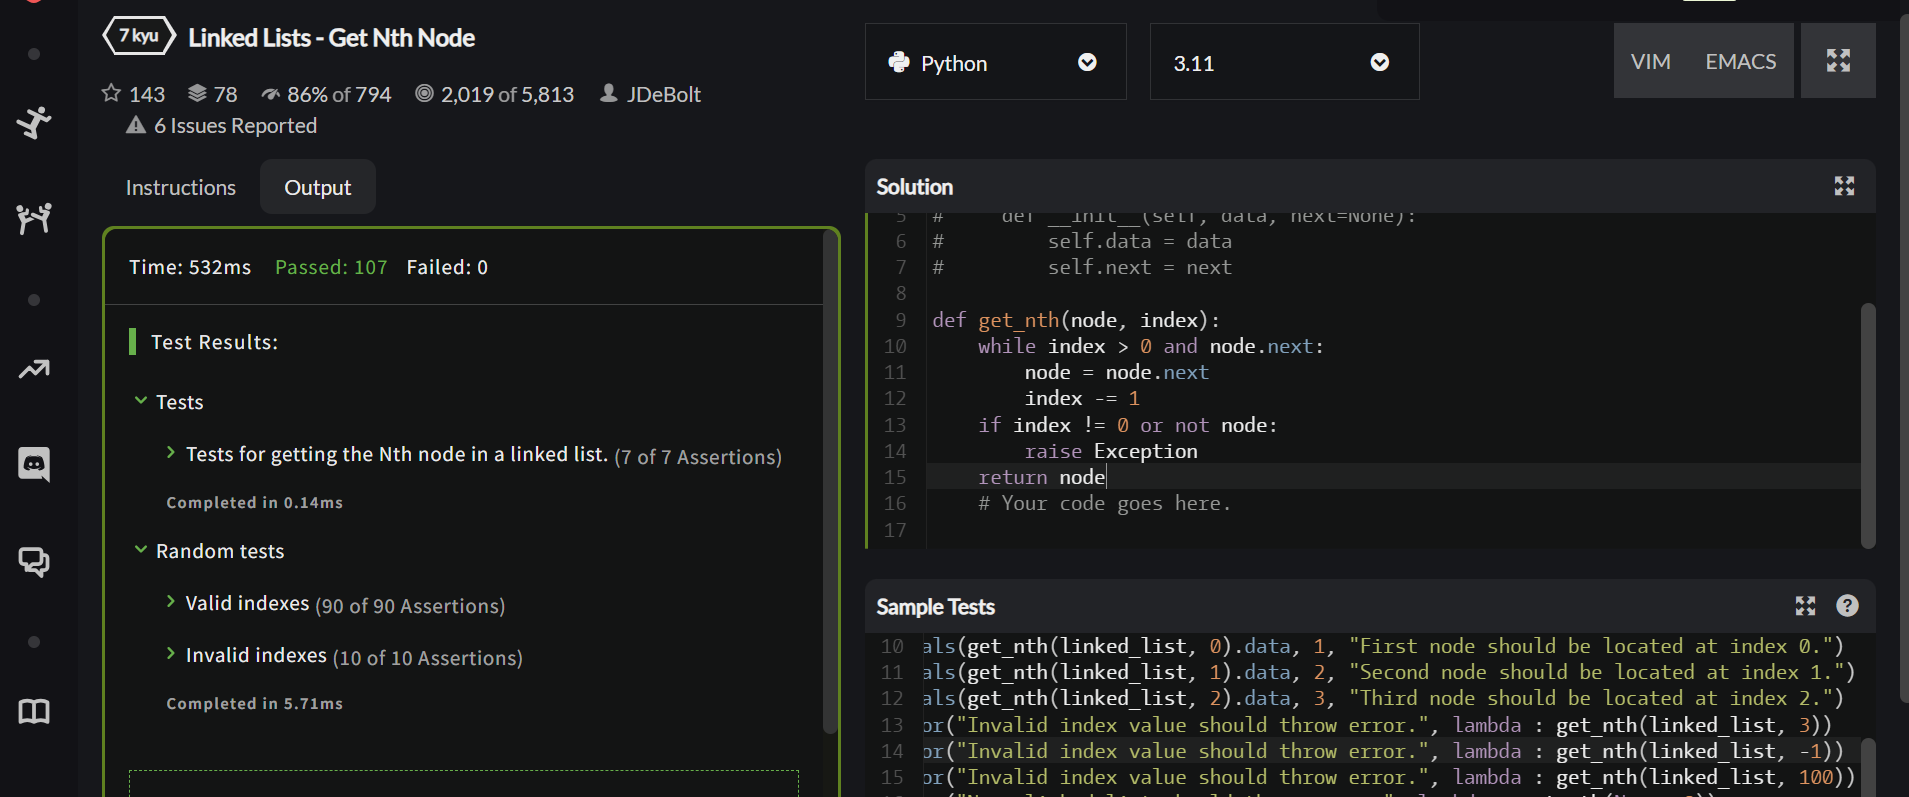 7 kyu
Linked Lists - Get Nth Node
143 78 86% of 794 2,019 of 5,813 JDeBolt
6 Issues Reported
Instructions Output
Time: 532ms Passed: 107 Failed: 0
Test Results:
Tests
Tests for getting the Nth node in a linked list. (7 of 7 Assertions)
Completed in 0.14ms
Random tests
Valid indexes (90 of 90 Assertions)
Invalid indexes (10 of 10 Assertions)
Completed in 5.71ms
Python 3.11 VIM EMACS
Solution
5 # def __init__(self, data, next=None):
6 # self.data = data
7 # self.next = next
8
9 def get_nth(node, index):
10 while index > 0 and node.next:
11 node = node.next
12 index -= 1
13 if index != 0 or not node:
14 raise Exception
15 return node
16 # Your code goes here.
17
Sample Tests
10 als(get_nth(linked_list, 0).data, 1, "First node should be located at index 0.")
11 als(get_nth(linked_list, 1).data, 2, "Second node should be located at index 1.")
12 als(get_nth(linked_list, 2).data, 3, "Third node should be located at index 2.")
13 or("Invalid index value should throw error.", lambda : get_nth(linked_list, 3))
14 or("Invalid index value should throw error.", lambda : get_nth(linked_list, -1))
15 or("Invalid index value should throw error.", lambda : get_nth(linked_list, 100))